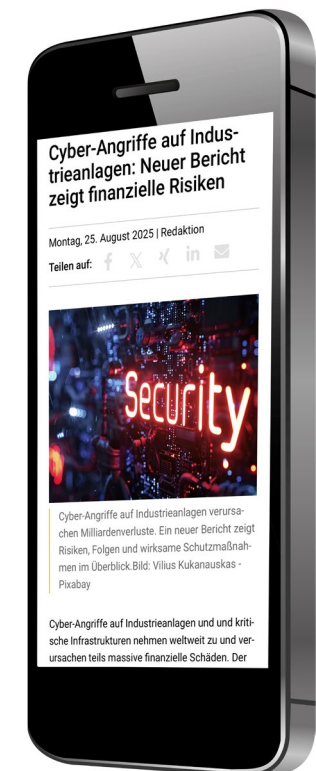 Cyber-Angriffe auf Indus-
trieanlagen: Neuer Bericht
zeigt finanzielle Risiken
Montag, 25. August 2025 | Redaktion
Teilen auf:
Security
Cyber-Angriffe auf Industrieanlagen verursa-
chen Milliardenverluste. Ein neuer Bericht zeigt
Risiken, Folgen und wirksame Schutzmaßnah-
men im Überblick.Bild: Vilius Kukanauskas -
Pixabay
Cyber-Angriffe auf Industrieanlagen und und kriti-
sche Infrastrukturen nehmen weltweit zu und ver-
ursachen teils massive finanzielle Schäden. Der